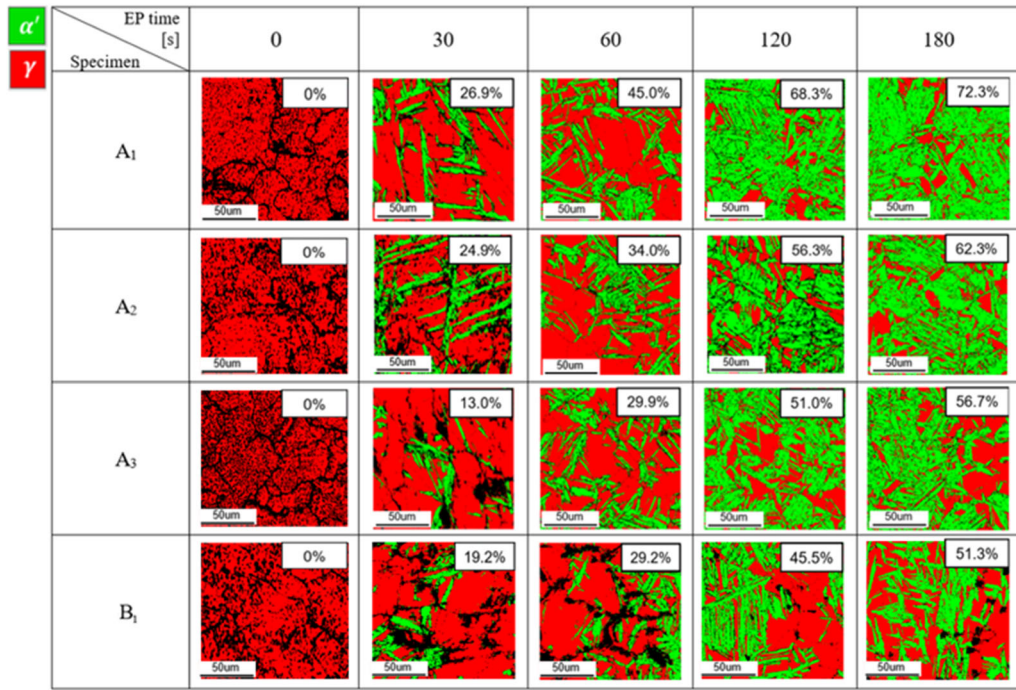 α′
γ
EP time
[s]
Specimen
0
30
60
120
180
A₁
0%
50um
26.9%
50um
45.0%
50um
68.3%
50um
72.3%
50um
A₂
0%
50um
24.9%
50um
34.0%
50um
56.3%
50um
62.3%
50um
A₃
0%
50um
13.0%
50um
29.9%
50um
51.0%
50um
56.7%
50um
B₁
0%
50um
19.2%
50um
29.2%
50um
45.5%
50um
51.3%
50um